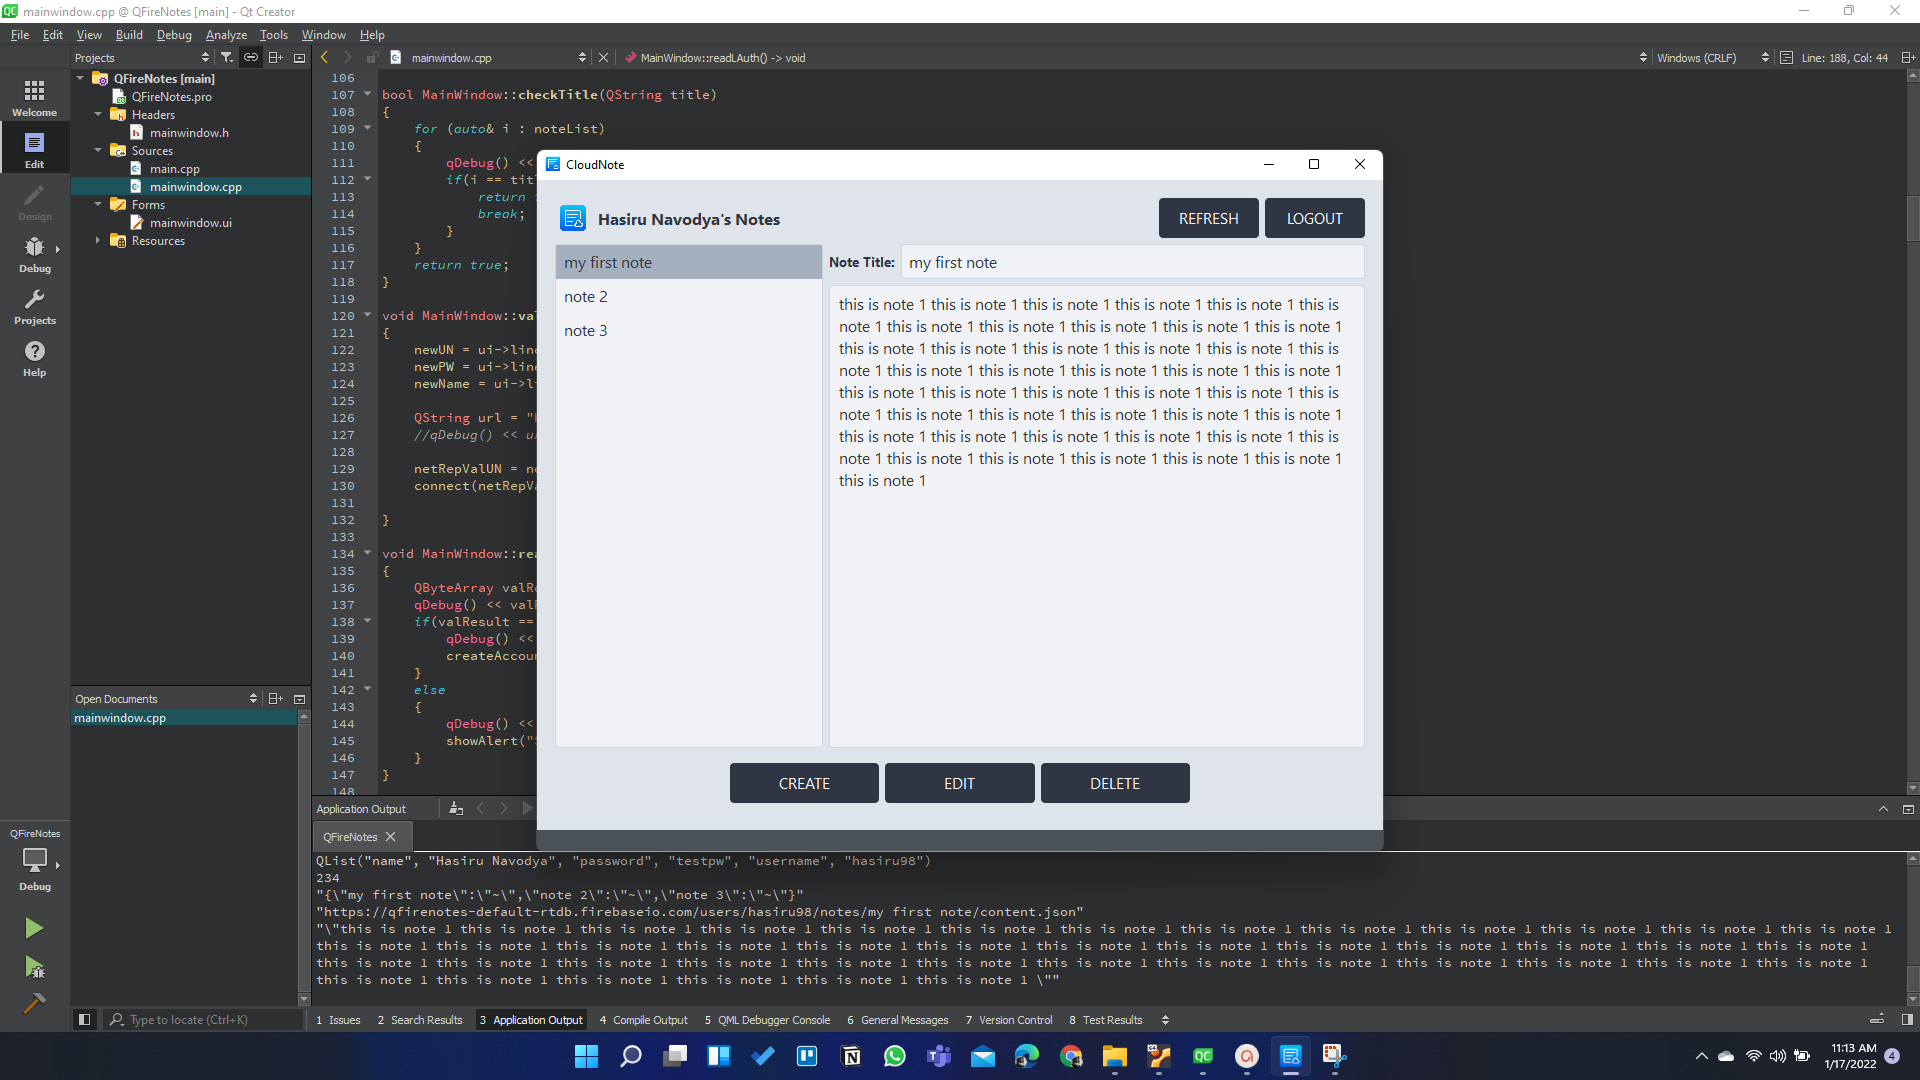 mainwindow.cpp @ QFireNotes [main] - Qt Creator
File Edit View Build Debug Analyze Tools Window Help
Projects
mainwindow.cpp
MainWindow::readLAuth() -> void
Windows (CRLF)
Line: 188, Col: 44
Welcome
Edit
Design
Debug
Projects
Help
QFireNotes [main]
QFireNotes.pro
Headers
mainwindow.h
Sources
main.cpp
mainwindow.cpp
Forms
mainwindow.ui
Resources
106
107 bool MainWindow::checkTitle(QString title)
108 {
109 for (auto& i : noteList)
110 {
111 qDebug() <<
112 if(i ==
113 return
114 break;
115 }
116 }
117 return true;
118 }
119
120 void MainWindow::val
121 {
122 newUN = ui->line
123 newPW = ui->line
124 newName = ui->l
125
126 QString url = "
127 //qDebug() << u
128
129 netRepValUN = n
130 connect(netRepV
131
132 }
133
134 void MainWindow::rea
135 {
136 QByteArray valR
137 qDebug() << val
138 if(valResult ==
139 qDebug() <<
140 createAccou
141 }
142 else
143 {
144 qDebug() <<
145 showAlert("
146 }
147 }
148
CloudNote
Hasiru Navodya's Notes
REFRESH LOGOUT
my first note
note 2
note 3
Note Title: my first note
this is note 1 this is note 1 this is note 1 this is note 1 this is note 1 this is
note 1 this is note 1 this is note 1 this is note 1 this is note 1 this is note 1
this is note 1 this is note 1 this is note 1 this is note 1 this is note 1 this is
note 1 this is note 1 this is note 1 this is note 1 this is note 1 this is note 1
this is note 1 this is note 1 this is note 1 this is note 1 this is note 1 this is
note 1 this is note 1 this is note 1 this is note 1 this is note 1 this is note 1
this is note 1 this is note 1 this is note 1 this is note 1 this is note 1 this is
note 1 this is note 1 this is note 1 this is note 1 this is note 1 this is note 1
this is note 1
CREATE EDIT DELETE
Open Documents
mainwindow.cpp
QFireNotes
Debug
Application Output
QFireNotes
QList("name", "Hasiru Navodya", "password", "testpw", "username", "hasiru98")
234
"{\"my first note\":\"~\",\"note 2\":\"~\",\"note 3\":\"~\"}"
"https://qfirenotes-default-rtdb.firebaseio.com/users/hasiru98/notes/my first note/content.json"
"\"this is note 1 this is note 1 this is note 1 this is note 1 this is note 1 this is note 1 this is note 1 this is note 1 this is note 1 this is note 1 this is note 1 this is note 1 this is note 1
this is note 1 this is note 1 this is note 1 this is note 1 this is note 1 this is note 1 this is note 1 this is note 1 this is note 1 this is note 1 this is note 1 this is note 1 this is note 1
this is note 1 this is note 1 this is note 1 this is note 1 this is note 1 this is note 1 this is note 1 this is note 1 this is note 1 this is note 1 this is note 1 this is note 1 this is note 1
this is note 1 this is note 1 this is note 1 this is note 1 this is note 1 this is note 1 \""
Type to locate (Ctrl+K)
1 Issues 2 Search Results 3 Application Output 4 Compile Output 5 QML Debugger Console 6 General Messages 7 Version Control 8 Test Results
11:13 AM
1/17/2022
4